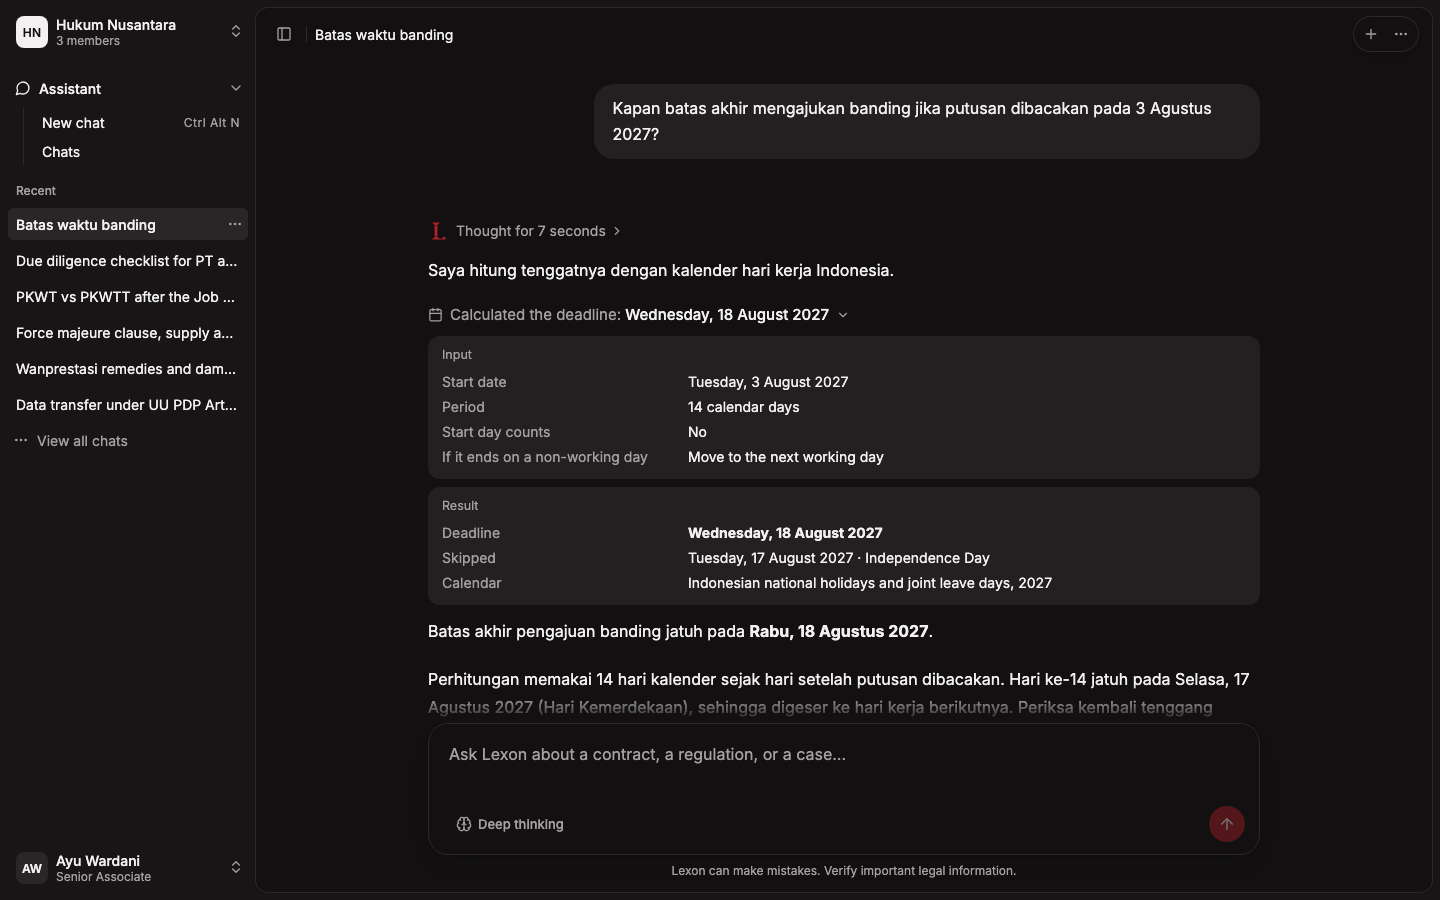 HN
Hukum Nusantara
3 members
Assistant
New chat
Ctrl Alt N
Chats
Recent
Batas waktu banding
Due diligence checklist for PT a...
PKWT vs PKWTT after the Job ...
Force majeure clause, supply a...
Wanprestasi remedies and dam...
Data transfer under UU PDP Art...
View all chats
AW
Ayu Wardani
Senior Associate
Batas waktu banding
Kapan batas akhir mengajukan banding jika putusan dibacakan pada 3 Agustus
2027?
L
Thought for 7 seconds
Saya hitung tenggatnya dengan kalender hari kerja Indonesia.
Calculated the deadline: Wednesday, 18 August 2027
Input
Start date Tuesday, 3 August 2027
Period 14 calendar days
Start day counts No
If it ends on a non-working day Move to the next working day
Result
Deadline Wednesday, 18 August 2027
Skipped Tuesday, 17 August 2027 · Independence Day
Calendar Indonesian national holidays and joint leave days, 2027
Batas akhir pengajuan banding jatuh pada Rabu, 18 Agustus 2027.
Perhitungan memakai 14 hari kalender sejak hari setelah putusan dibacakan. Hari ke-14 jatuh pada Selasa, 17
Agustus 2027 (Hari Kemerdekaan), sehingga digeser ke hari kerja berikutnya. Periksa kembali tenggang
Ask Lexon about a contract, a regulation, or a case...
Deep thinking
Lexon can make mistakes. Verify important legal information.